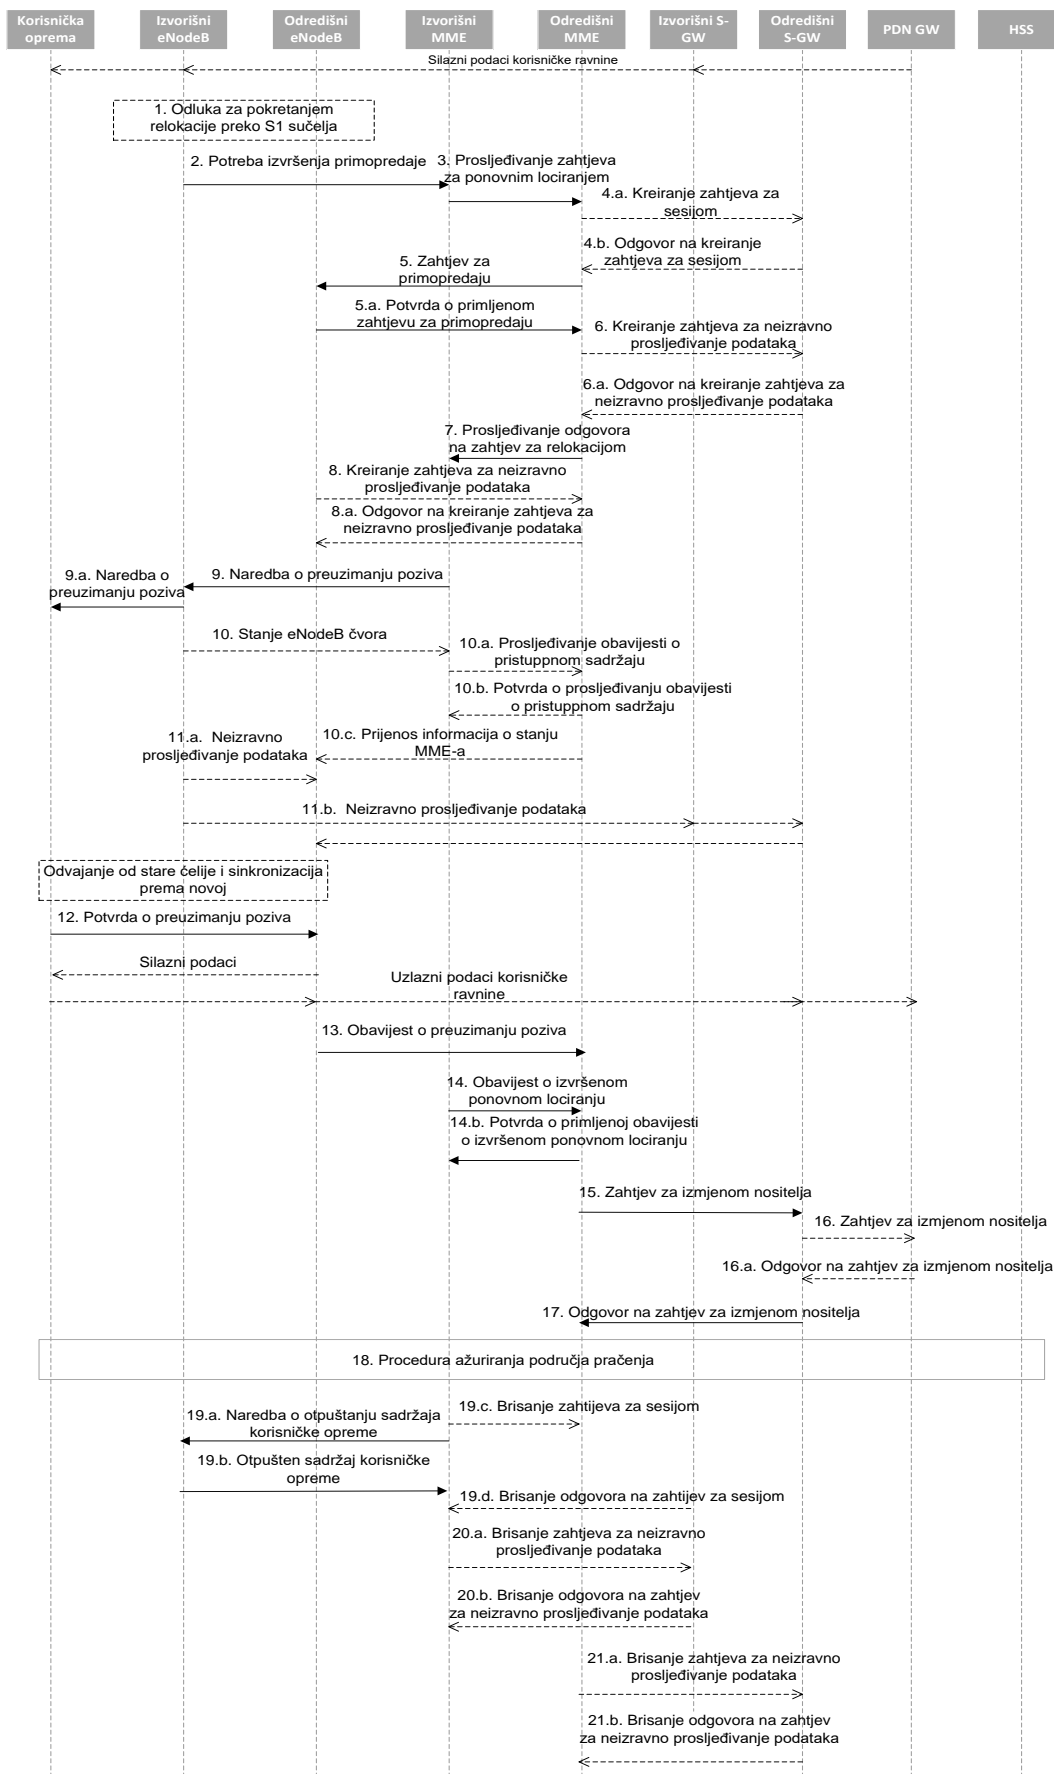 Korisnička
oprema
Izvorišni
eNodeB
Odredišni
eNodeB
Izvorišni
MME
Odredišni
MME
Izvorišni S-
GW
Odredišni
S-GW
PDN GW
HSS
Silazni podaci korisničke ravnine
1. Odluka za pokretanjem
relokacije preko S1 sučelja
2. Potreba izvršenja primopredaje
3. Prosljeđivanje zahtjeva
za ponovnim lociranjem
4.a. Kreiranje zahtjeva za
sesijom
4.b. Odgovor na kreiranje
zahtjeva za sesijom
5. Zahtjev za
primopredaju
5.a. Potvrda o primljenom
zahtjevu za primopredaju
6. Kreiranje zahtjeva za neizravno
prosljeđivanje podataka
6.a. Odgovor na kreiranje zahtjeva za
neizravno prosljeđivanje podataka
7. Prosljeđivanje odgovora
na zahtjev za relokacijom
8. Kreiranje zahtjeva za neizravno
prosljeđivanje podataka
8.a. Odgovor na kreiranje zahtjeva za
neizravno prosljeđivanje podataka
9.a. Naredba o
preuzimanju poziva
9. Naredba o preuzimanju poziva
10. Stanje eNodeB čvora
10.a. Prosljeđivanje obavijesti o
pristuppnom sadržaju
10.b. Potvrda o prosljeđivanju obavijesti
o pristuppnom sadržaju
11.a. Neizravno
prosljeđivanje podataka
10.c. Prijenos informacija o stanju
MME-a
11.b. Neizravno prosljeđivanje podataka
Odvajanje od stare ćelije i sinkronizacija
prema novoj
12. Potvrda o preuzimanju poziva
Silazni podaci
Uzlazni podaci korisničke
ravnine
13. Obavijest o preuzimanju poziva
14. Obavijest o izvršenom
ponovnom lociranju
14.b. Potvrda o primljenoj obavijesti
o izvršenom ponovnom lociranju
15. Zahtjev za izmjenom nositelja
16. Zahtjev za izmjenom nositelja
16.a. Odgovor na zahtjev za izmjenom nositelja
17. Odgovor na zahtjev za izmjenom nositelja
18. Procedura ažuriranja područja pračenja
19.a. Naredba o otpuštanju sadržaja
korisničke opreme
19.c. Brisanje zahtijeva za sesijom
19.b. Otpušten sadržaj korisničke
opreme
19.d. Brisanje odgovora na zahtijev za sesijom
20.a. Brisanje zahtjeva za neizravno
prosljeđivanje podataka
20.b. Brisanje odgovora na zahtjev
za neizravno prosljeđivanje podataka
21.a. Brisanje zahtjeva za neizravno
prosljeđivanje podataka
21.b. Brisanje odgovora na zahtjev
za neizravno prosljeđivanje podataka